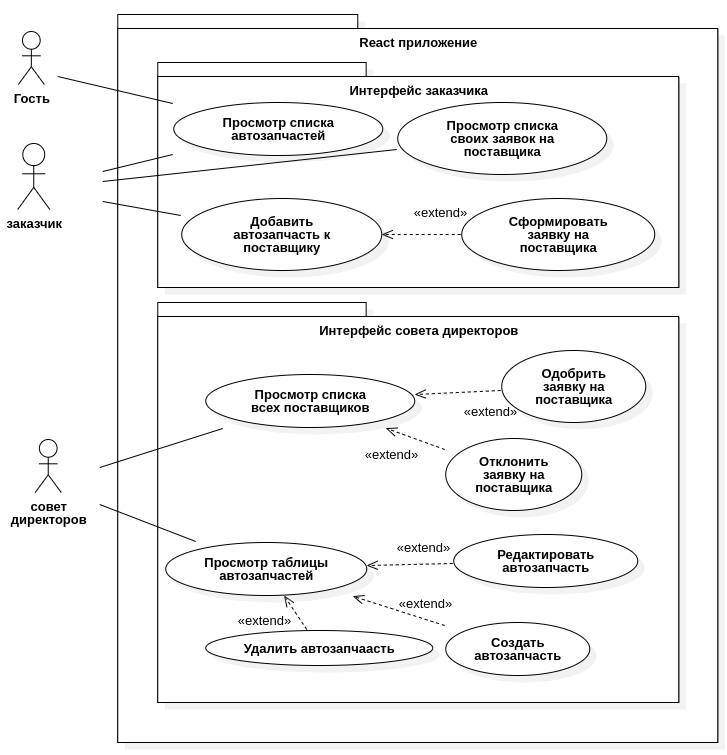 React приложение
Интерфейс заказчика
Гость
Просмотр списка
автозапчастей
Просмотр списка
своих заявок на
поставщика
заказчик
Добавить
автозапчасть к
поставщику
«extend»
Сформировать
заявку на
поставщика
Интерфейс совета директоров
Просмотр списка
всех поставщиков
Одобрить
заявку на
поставщика
«extend»
«extend»
Отклонить
заявку на
поставщика
совет
директоров
Просмотр таблицы
автозапчастей
«extend»
Редактировать
автозапчасть
«extend»
«extend»
Удалить автозапчаасть
Создать
автозапчасть